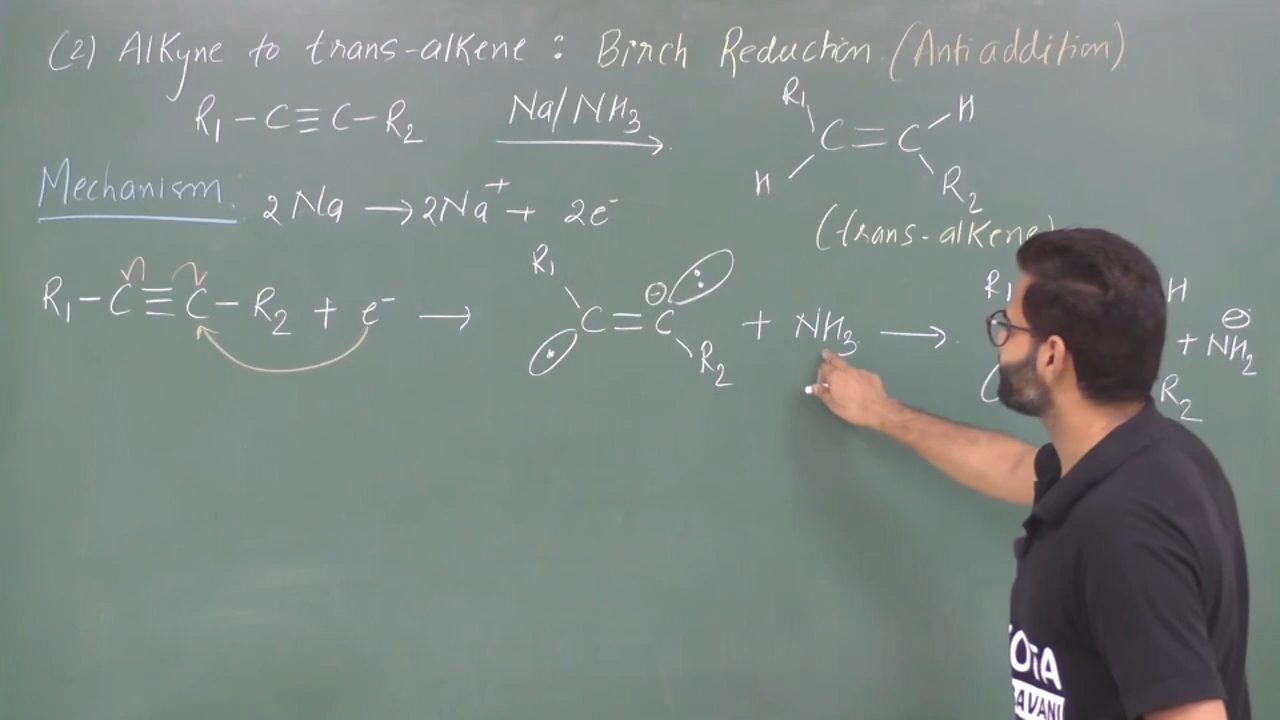 (2) Alkyne to trans-alkene : Birch Reduction (Anti addition)
R₁–C≡C–R₂ Na/NH₃ → R₁ H C=C H R₂
(trans-alkene)
Mechanism 2Na → 2Na⁺ + 2e⁻
R₁–C≡C–R₂ + e⁻ → R₁ C=C ⊖ : R₂ + NH₃ → R₁ H R₂ + ⊖NH₂